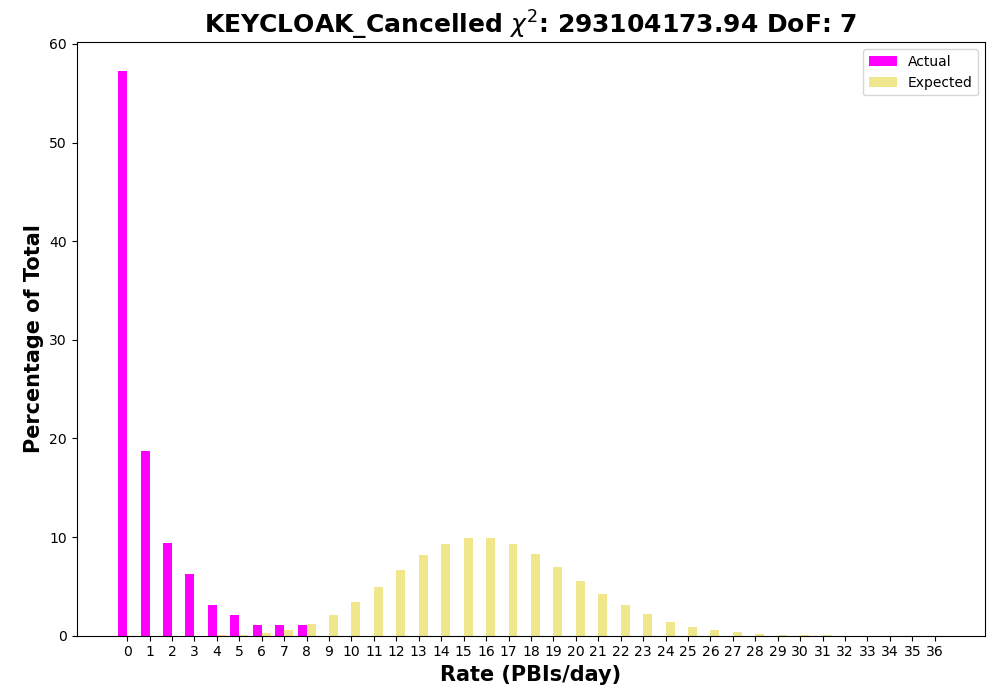 KEYCLOAK_Cancelled χ²: 293104173.94 DoF: 7
Actual
Expected
Percentage of Total
60
50
40
30
20
10
0
0 1 2 3 4 5 6 7 8 9 10 11 12 13 14 15 16 17 18 19 20 21 22 23 24 25 26 27 28 29 30 31 32 33 34 35 36
Rate (PBIs/day)